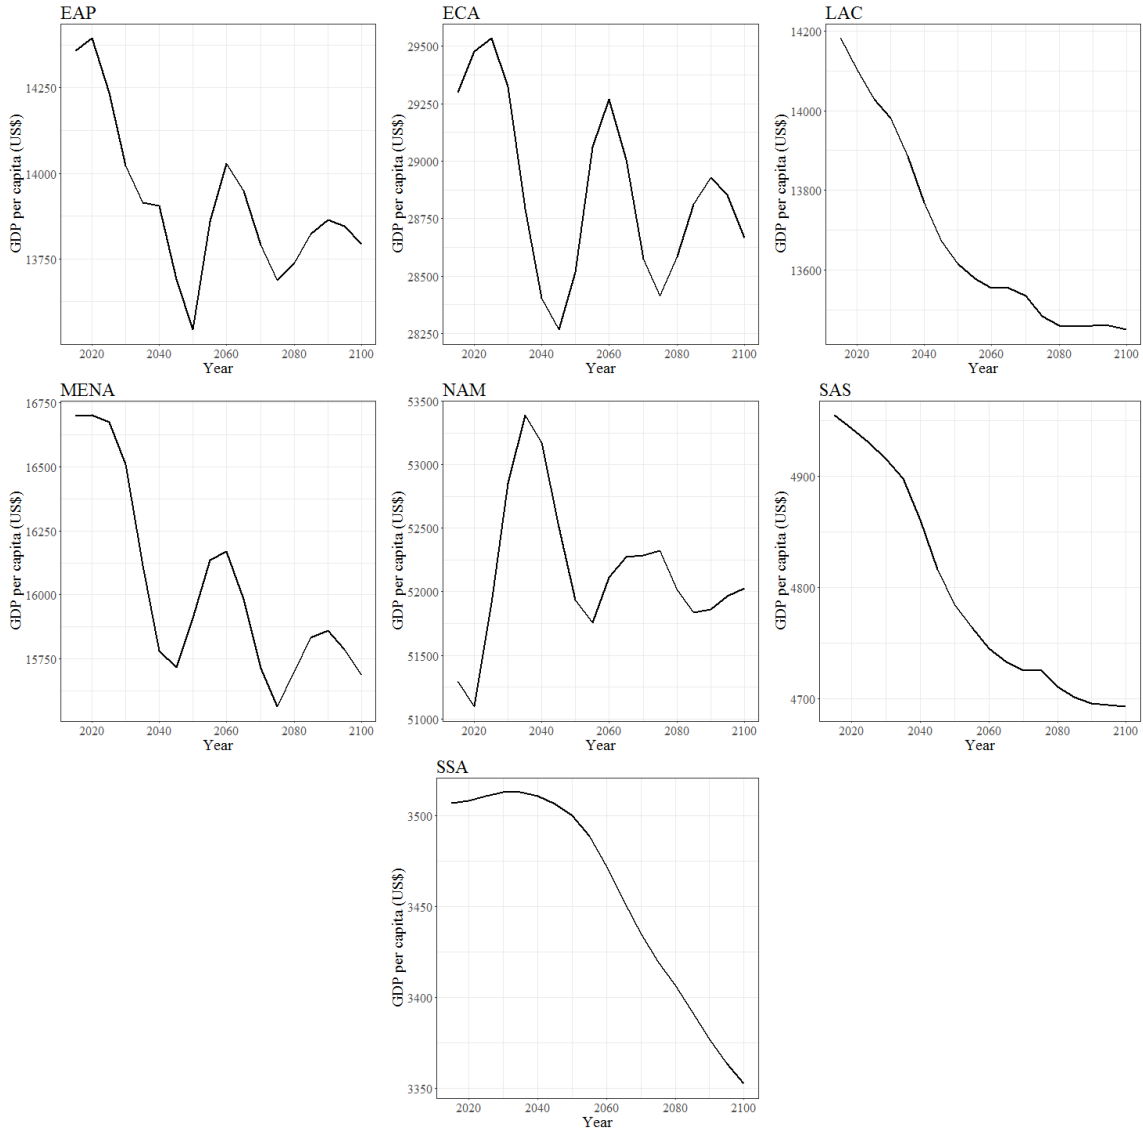 EAP
GDP per capita (US$)
14250
14000
13750
2020 2040 2060 2080 2100
Year
ECA
GDP per capita (US$)
29500
29250
29000
28750
28500
28250
2020 2040 2060 2080 2100
Year
LAC
GDP per capita (US$)
14200
14000
13800
13600
2020 2040 2060 2080 2100
Year
MENA
GDP per capita (US$)
16750
16500
16250
16000
15750
2020 2040 2060 2080 2100
Year
NAM
GDP per capita (US$)
53500
53000
52500
52000
51500
51000
2020 2040 2060 2080 2100
Year
SAS
GDP per capita (US$)
4900
4800
4700
2020 2040 2060 2080 2100
Year
SSA
GDP per capita (US$)
3500
3450
3400
3350
2020 2040 2060 2080 2100
Year